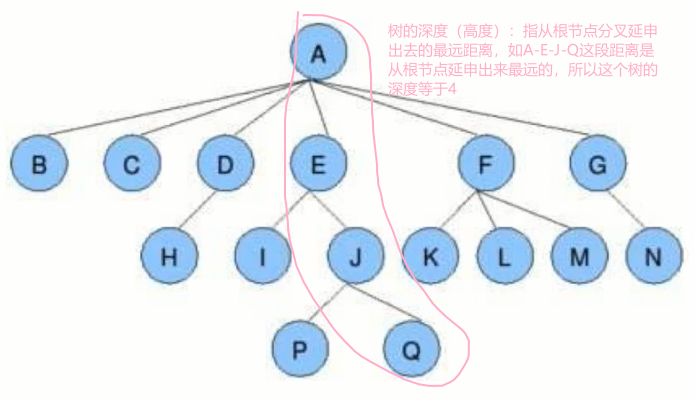 树的深度（高度）：指从根节点分叉延申
出去的最远距离，如A-E-J-Q这段距离是
从根节点延申出来最远的，所以这个树的
深度等于4
A
B C D E F G
H I J K L M N
P Q